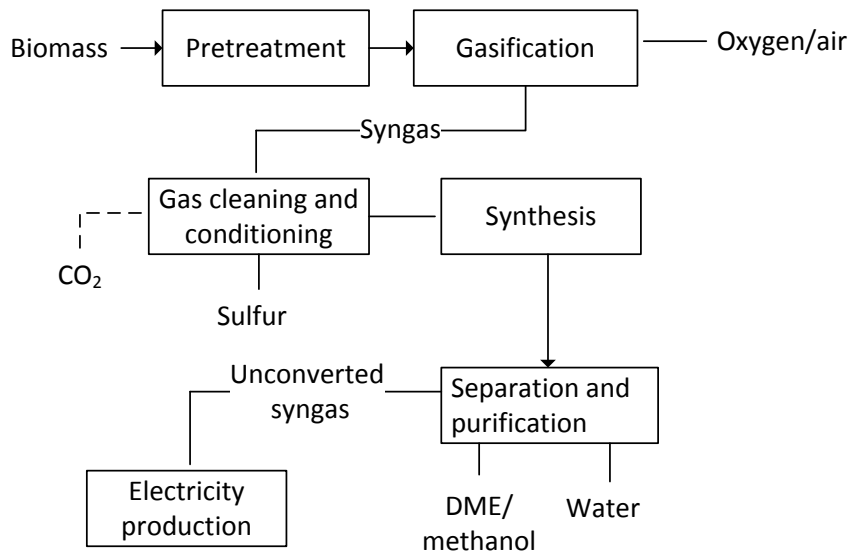 Biomass
Pretreatment
Gasification
Oxygen/air
Syngas
Gas cleaning and
conditioning
Synthesis
CO₂
Sulfur
Unconverted
syngas
Separation and
purification
Electricity
production
DME/
methanol
Water